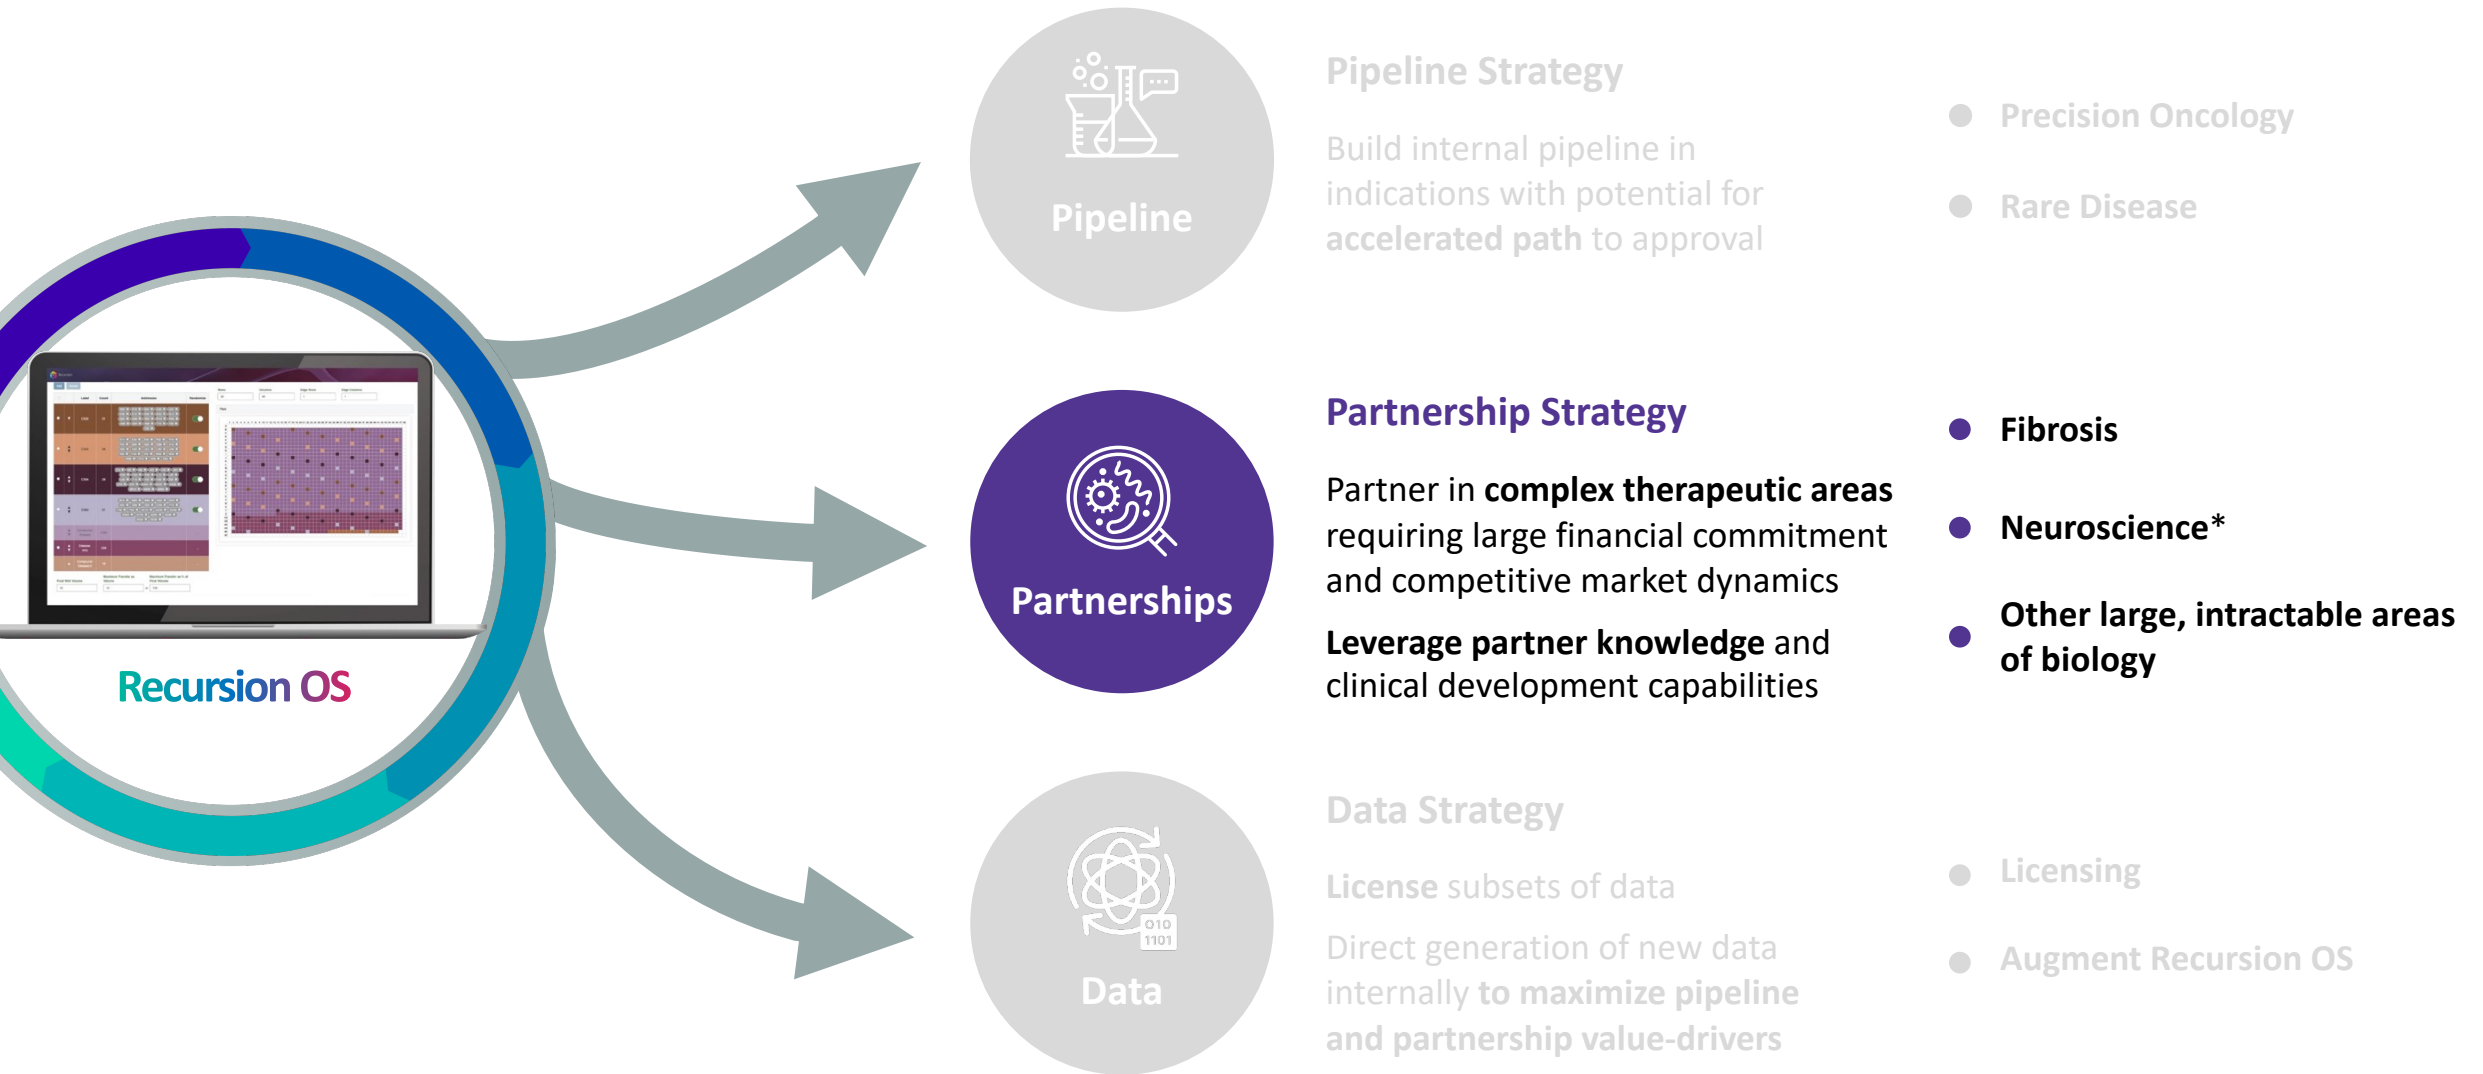 Pipeline
Pipeline Strategy
Build internal pipeline in
indications with potential for
accelerated path to approval
Precision Oncology
Rare Disease
Recursion OS
Partnerships
Partnership Strategy
Partner in complex therapeutic areas
requiring large financial commitment
and competitive market dynamics
Leverage partner knowledge and
clinical development capabilities
Fibrosis
Neuroscience*
Other large, intractable areas
of biology
010
1101
Data
Data Strategy
License subsets of data
Direct generation of new data
internally to maximize pipeline
and partnership value-drivers
Licensing
Augment Recursion OS